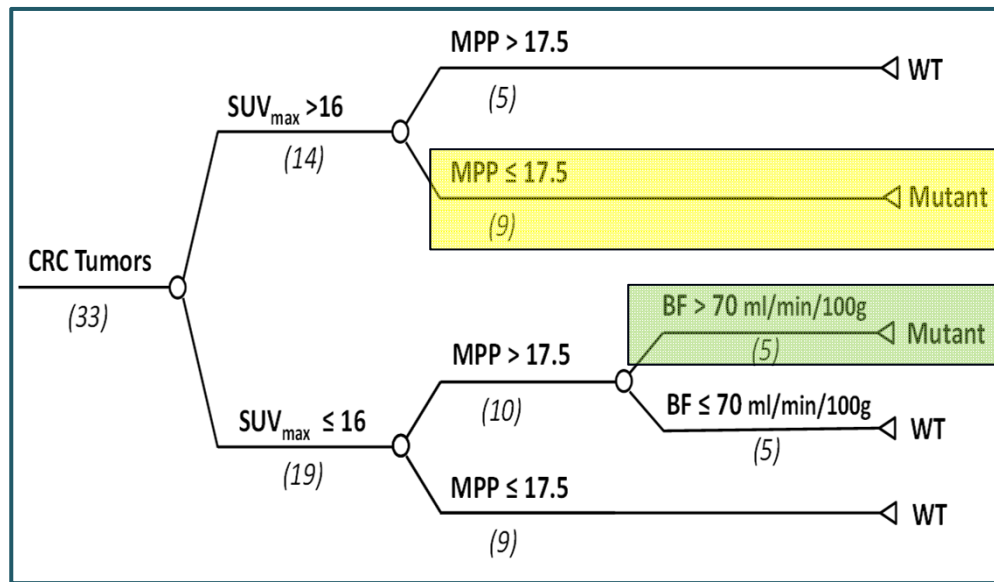 MPP > 17.5
WT
(5)
SUVmax >16
(14)
MPP ≤ 17.5
Mutant
(9)
CRC Tumors
(33)
BF > 70 ml/min/100g
Mutant
(5)
MPP > 17.5
(10)
BF ≤ 70 ml/min/100g
WT
(5)
SUVmax ≤ 16
(19)
MPP ≤ 17.5
WT
(9)